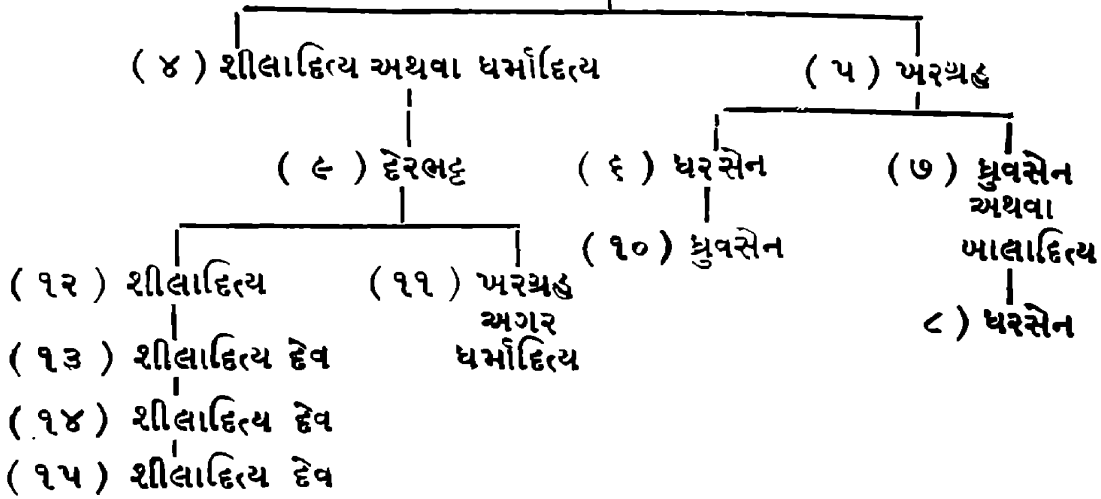 ( ૪ ) શીલાદિત્ય અથવા ધર્માદિત્ય ( ૫ ) ખરગ્રહ
( ૯ ) દેરભટ્ટ ( ૬ ) ધરસેન ( ૭ ) ધ્રુવસેન
અથવા
( ૧૦ ) ધ્રુવસેન બાલાદિત્ય
( ૧૨ ) શીલાદિત્ય ( ૧૧ ) ખરગ્રહ
અગર ૮ ) ધરસેન
( ૧૩ ) શીલાદિત્ય દેવ ધર્માદિત્ય
( ૧૪ ) શીલાદિત્ય દેવ
( ૧૫ ) શીલાદિત્ય દેવ